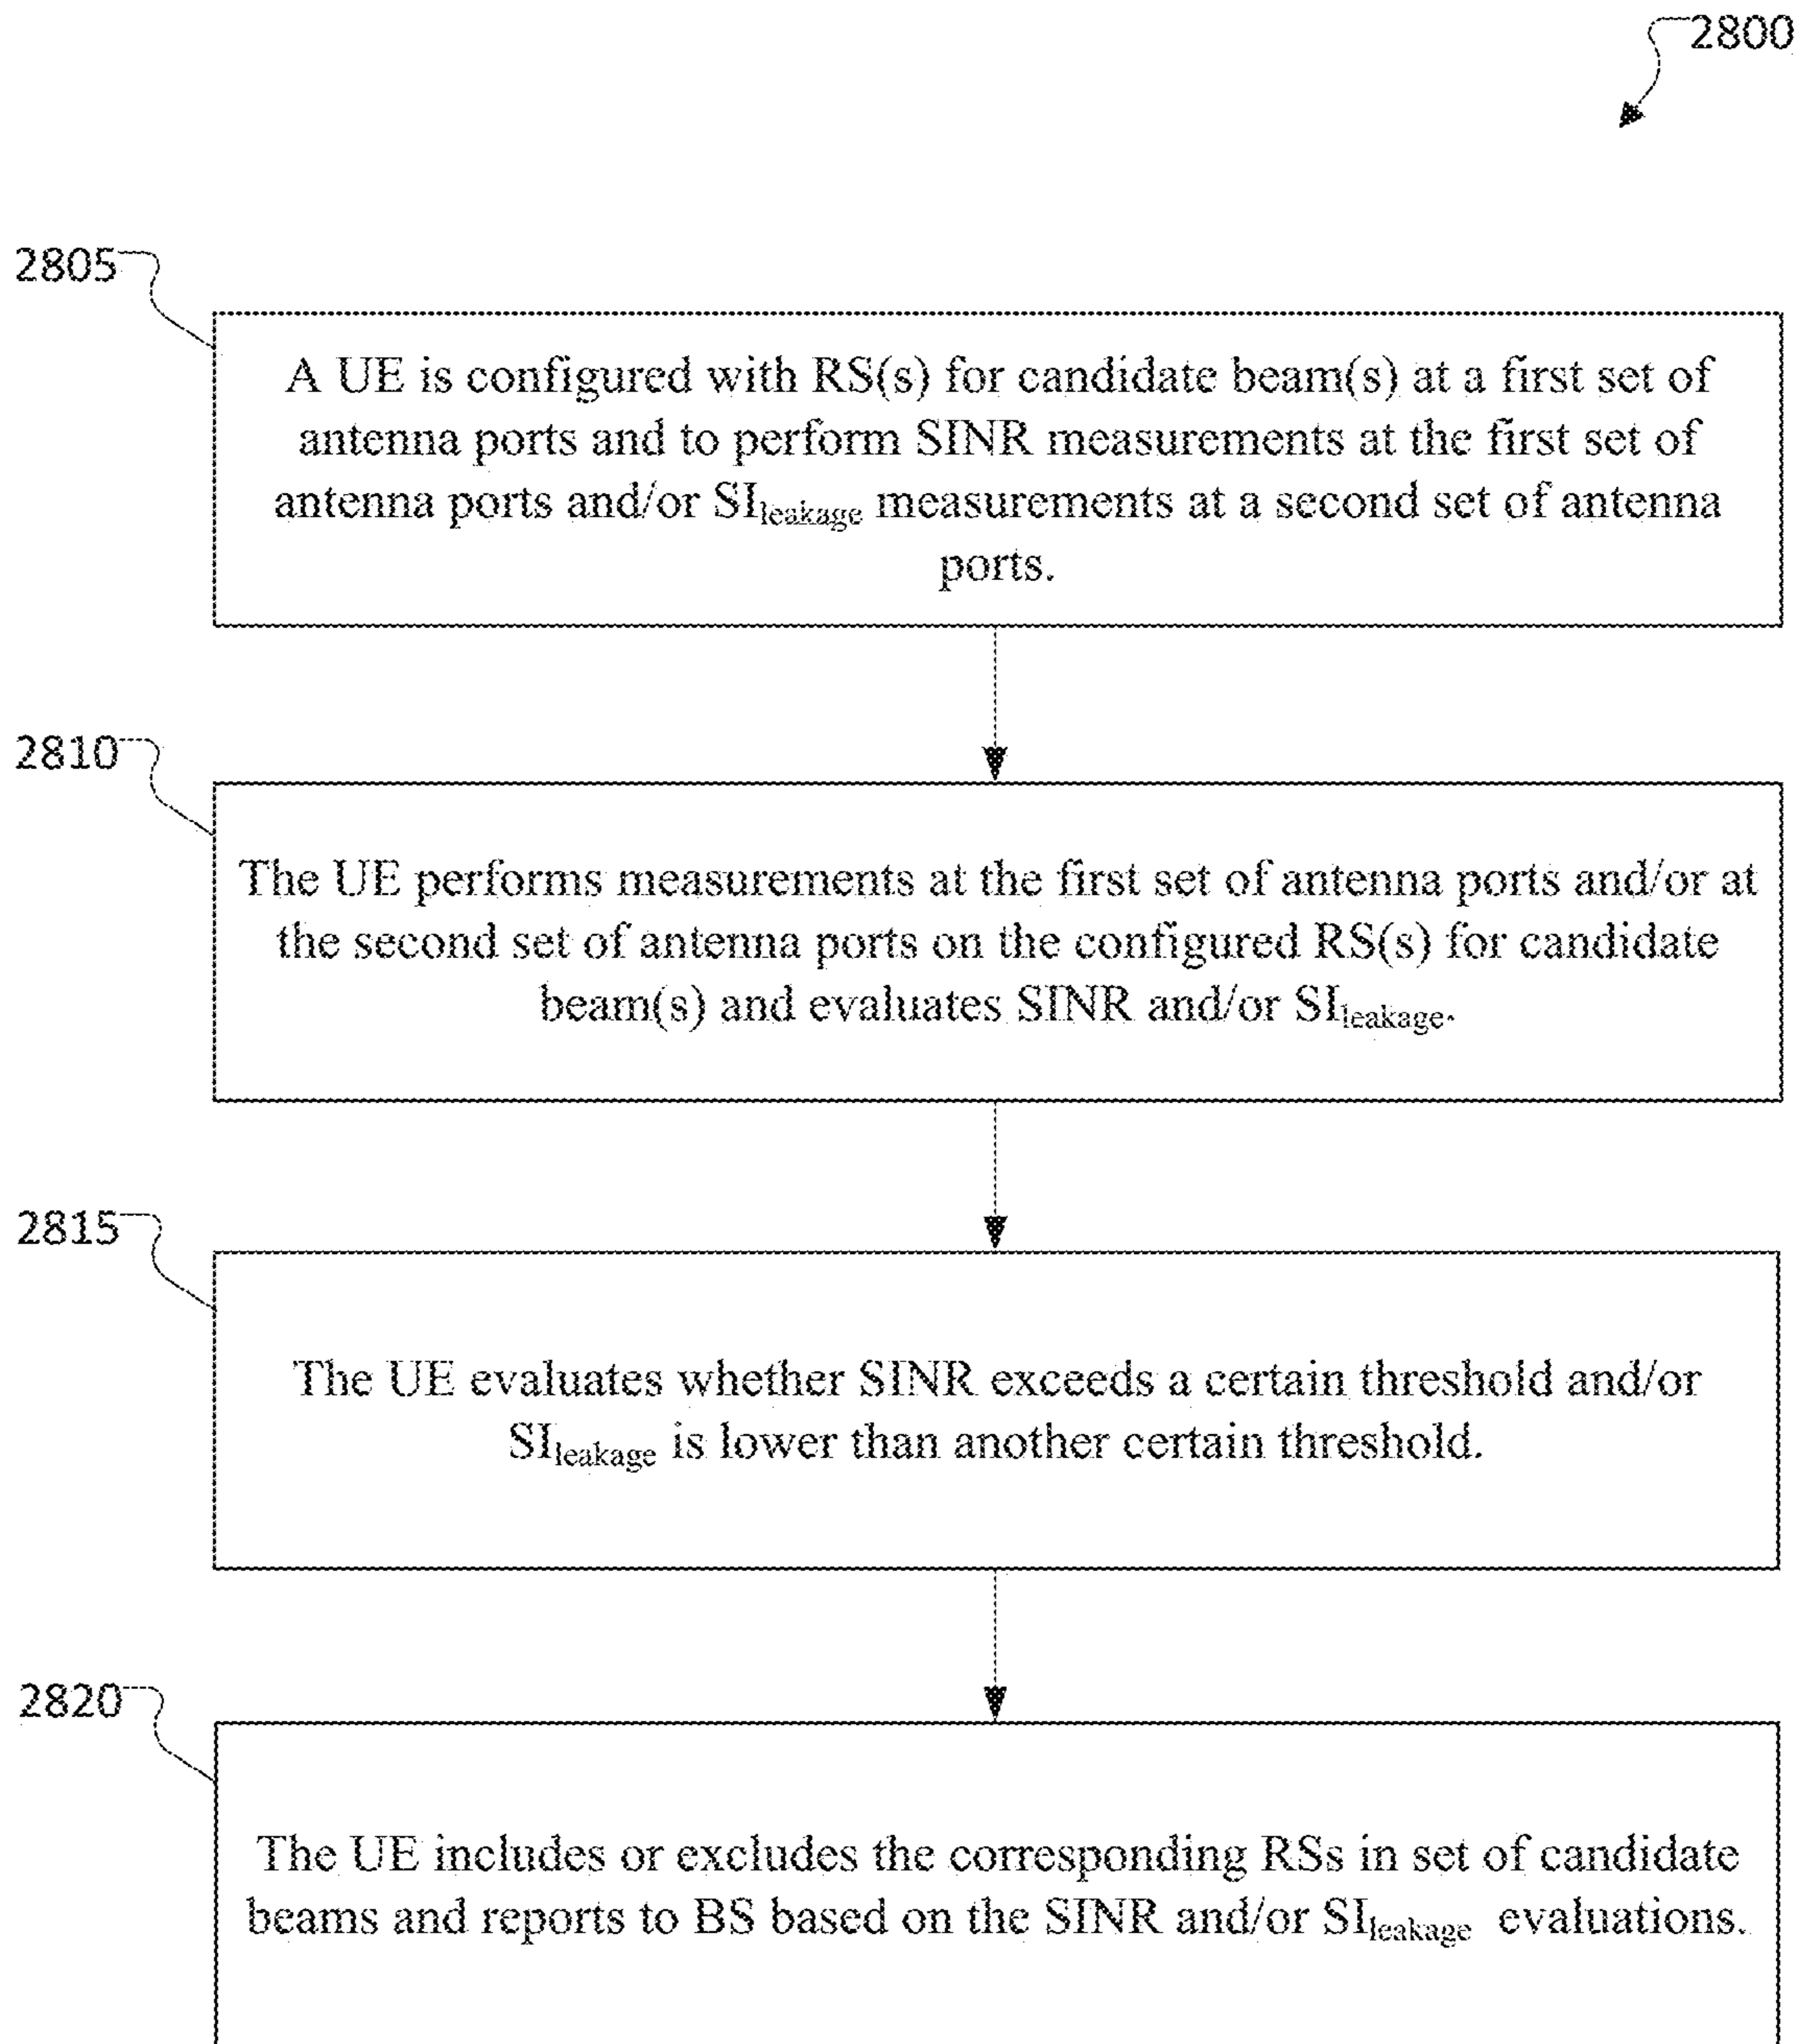 2800
2805
A UE is configured with RS(s) for candidate beam(s) at a first set of
antenna ports and to perform SINR measurements at the first set of
antenna ports and/or SIleakage measurements at a second set of antenna
ports.
2810
The UE performs measurements at the first set of antenna ports and/or at
the second set of antenna ports on the configured RS(s) for candidate
beam(s) and evaluates SINR and/or SIleakage.
2815
The UE evaluates whether SINR exceeds a certain threshold and/or
SIleakage is lower than another certain threshold.
2820
The UE includes or excludes the corresponding RSs in set of candidate
beams and reports to BS based on the SINR and/or SIleakage evaluations.